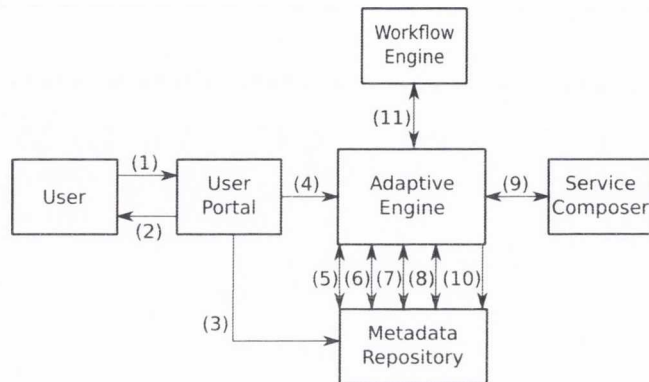 Workflow
Engine
(11)
(1)
User
User
Portal
(4)
Adaptive
Engine
(9)
Service
Composer
(2)
(5) (6) (7) (8) (10)
(3)
Metadada
Repository